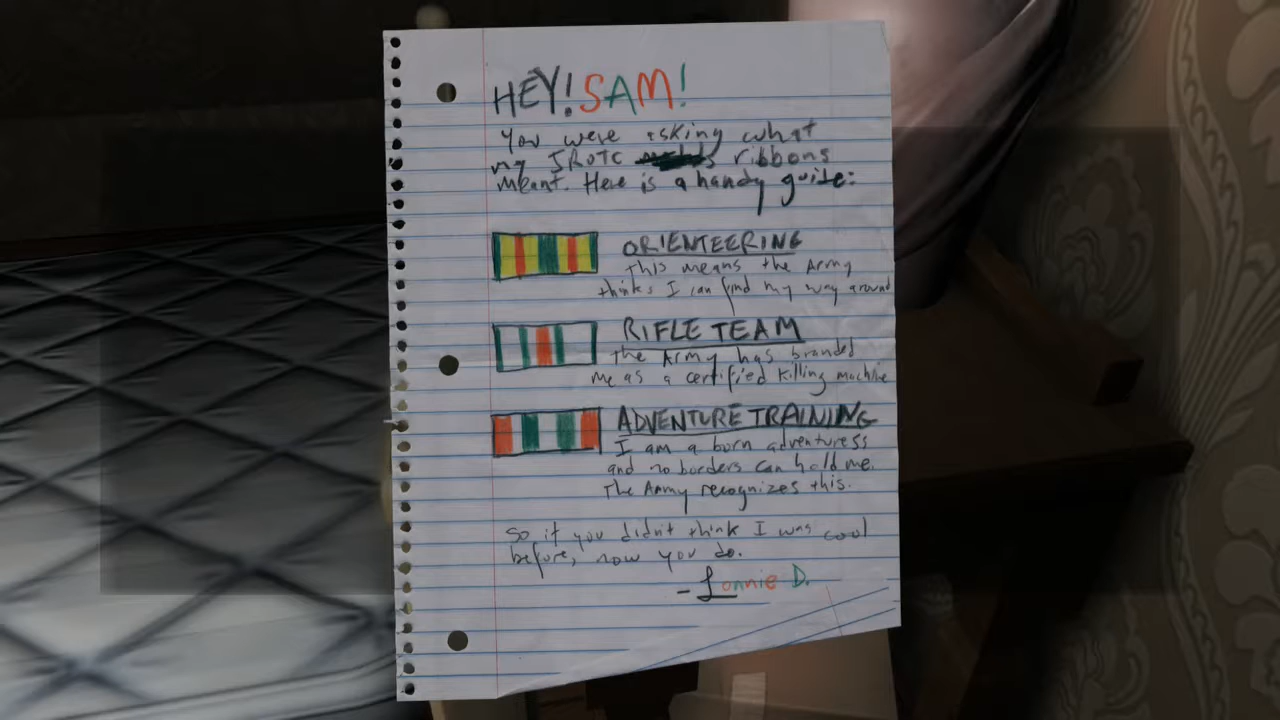 HEY! SAM!
You were asking what
my JROTC ribbons
meant. Here is a handy guide:
ORIENTEERING
This means the Army
thinks I can find my way around
RIFLE TEAM
The Army has branded
me as a certified killing machine
ADVENTURE TRAINING
I am a born adventuress
and no borders can hold me.
The Army recognizes this.
So if you didn't think I was cool
before, now you do.
- Lonnie D.